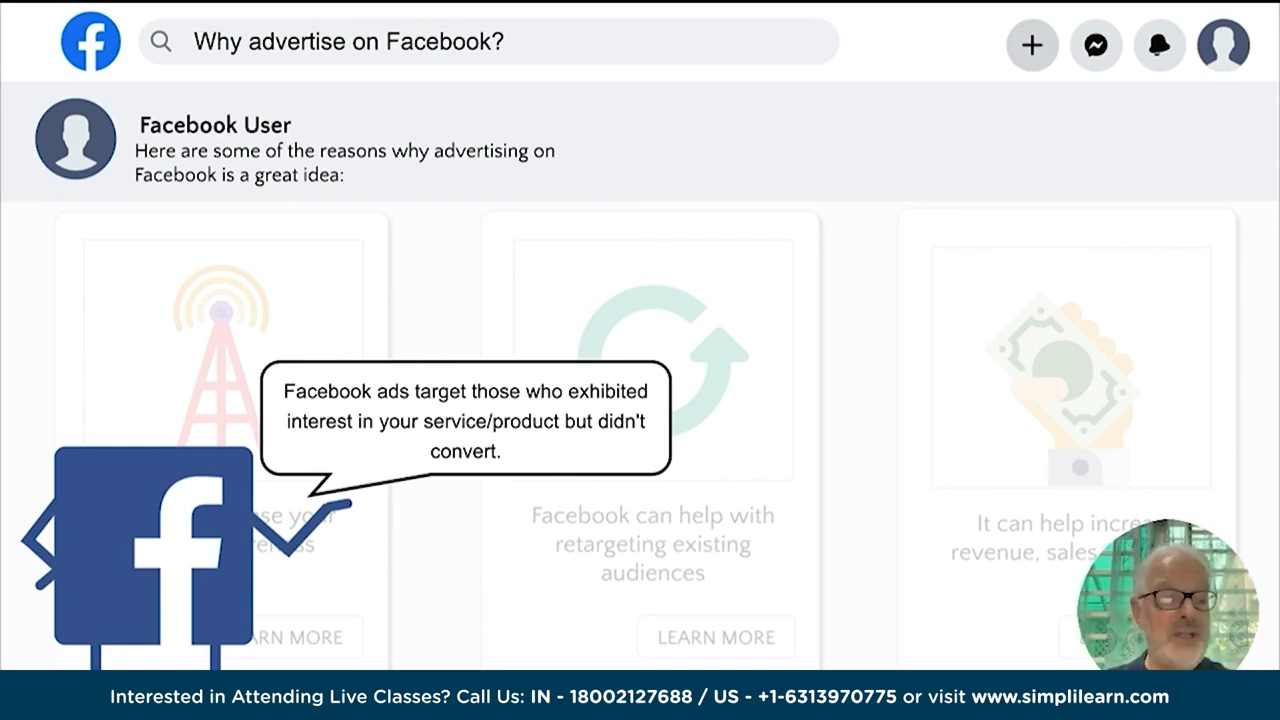 Why advertise on Facebook?
Facebook User
Here are some of the reasons why advertising on
Facebook is a great idea:
Facebook ads target those who exhibited
interest in your service/product but didn't
convert.
Facebook can help with
retargeting existing
audiences
It can help
revenue, sales
LEARN MORE
MORE
Interested in Attending Live Classes? Call Us: IN - 18002127688 / US - +1-6313970775 or visit www.simplilearn.com